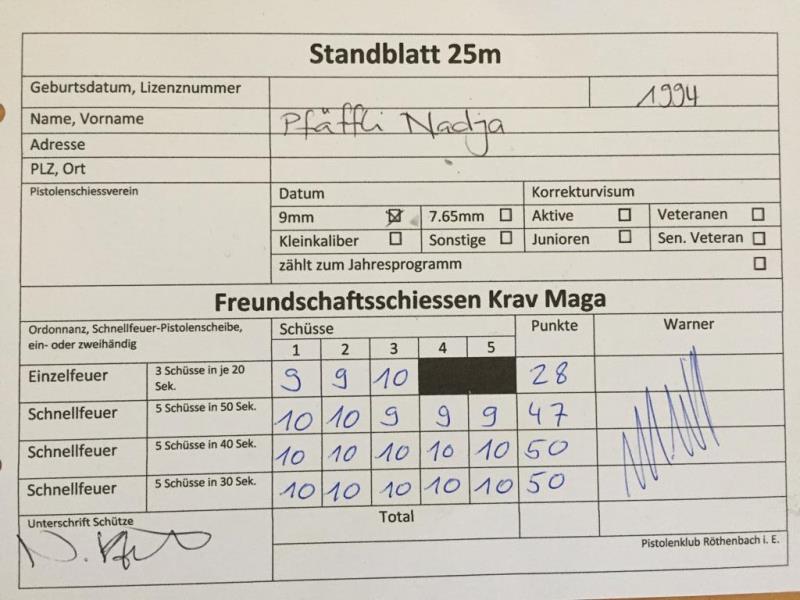 Standblatt 25m
Geburtsdatum, Lizenznummer 1994
Name, Vorname Pfäffli Nadja
Adresse
PLZ, Ort
Pistolenschiessverein Datum Korrekturvisum
9mm ☒ 7.65mm ☐ Aktive ☐ Veteranen ☐
Kleinkaliber ☐ Sonstige ☐ Junioren ☐ Sen. Veteran ☐
zählt zum Jahresprogramm ☐
Freundschaftsschiessen Krav Maga
Ordonnanz, Schnellfeuer-Pistolenscheibe, Schüsse Punkte Warner
ein- oder zweihändig 1 2 3 4 5
Einzelfeuer 3 Schüsse in je 20 9 9 10 28
Sek.
Schnellfeuer 5 Schüsse in 50 Sek. 10 10 9 9 9 47
Schnellfeuer 5 Schüsse in 40 Sek. 10 10 10 10 10 50
Schnellfeuer 5 Schüsse in 30 Sek. 10 10 10 10 10 50
Unterschrift Schütze Total
Pistolenklub Röthenbach i. E.